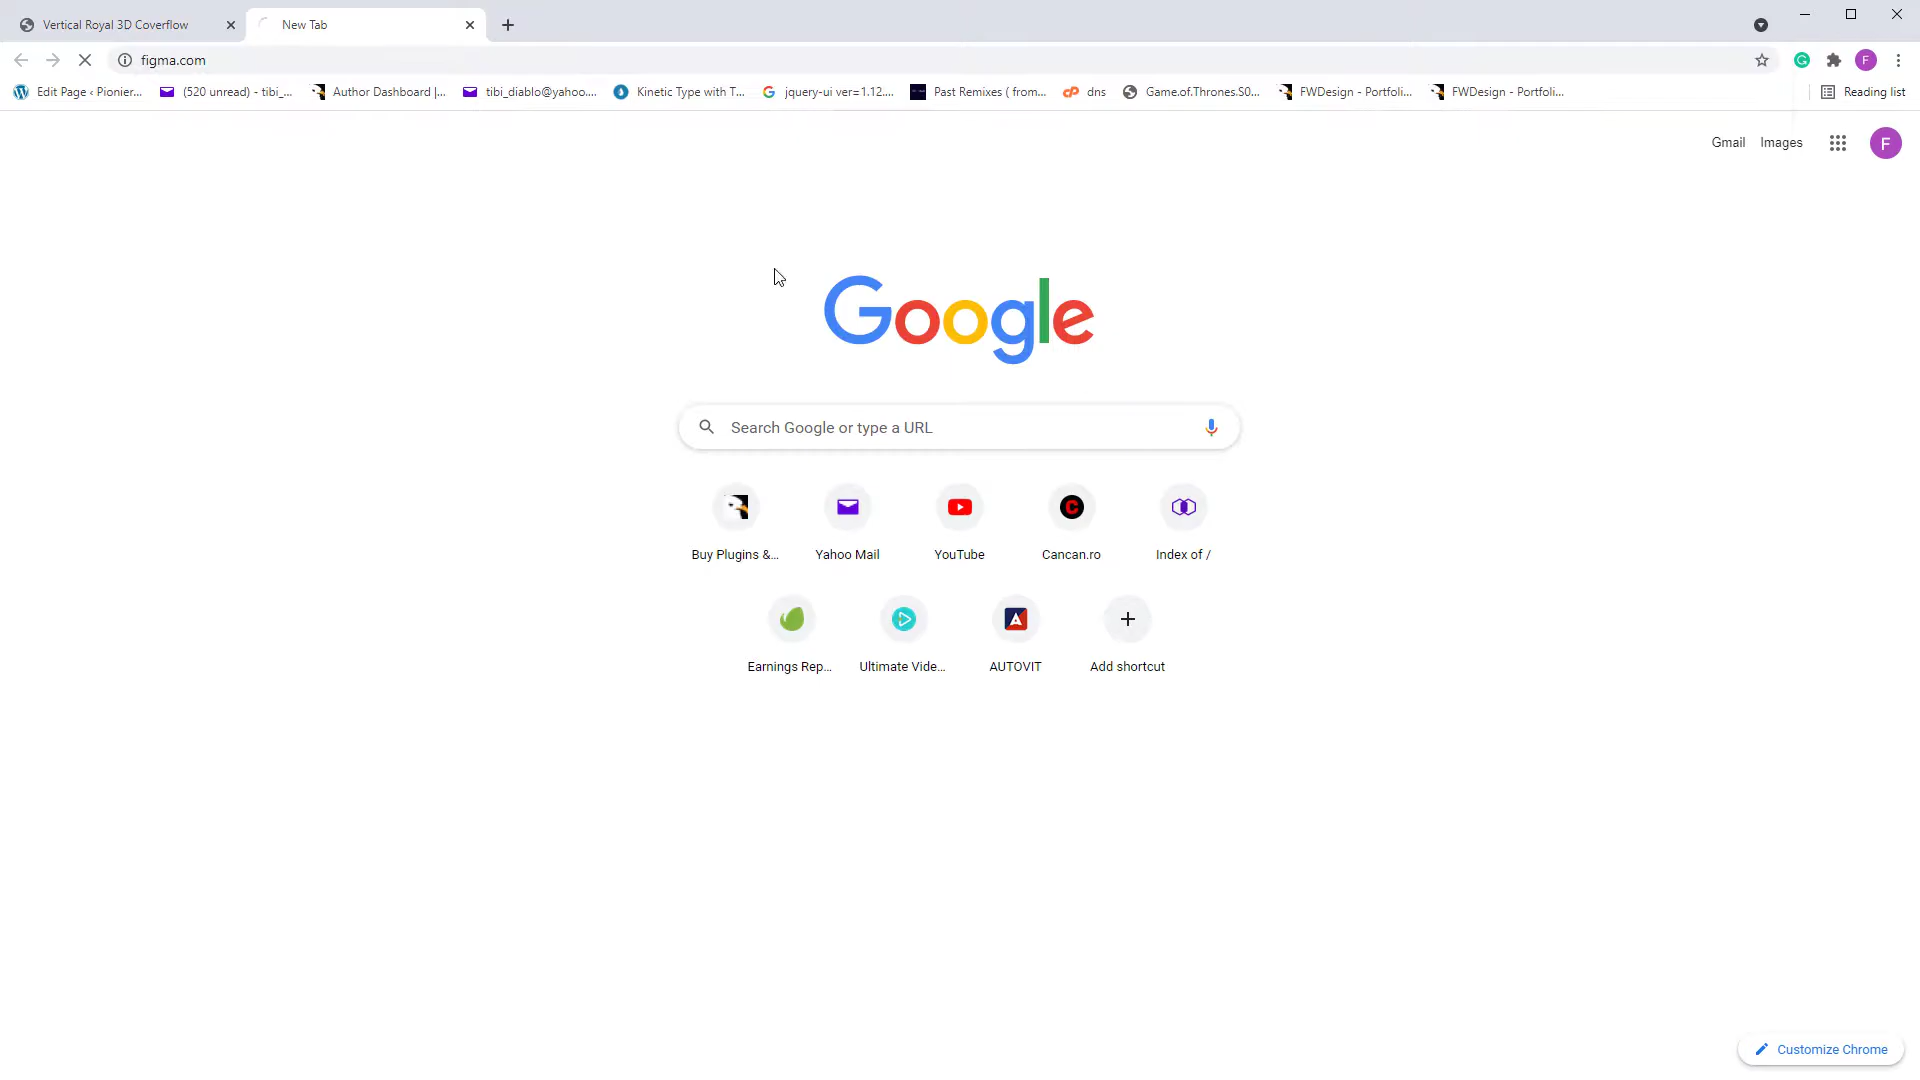 Vertical Royal 3D Coverflow
New Tab
figma.com
Edit Page ‹ Pionier...
(520 unread) - tibi_...
Author Dashboard |...
tibi_diablo@yahoo....
Kinetic Type with T...
jquery-ui ver=1.12....
Past Remixes ( from...
cP dns
Game.of.Thrones.S0...
FWDesign - Portfoli...
FWDesign - Portfoli...
Reading list
Gmail Images F
Google
Search Google or type a URL
Buy Plugins &...
Yahoo Mail
YouTube
Cancan.ro
Index of /
Earnings Rep...
Ultimate Vide...
AUTOVIT
Add shortcut
Customize Chrome